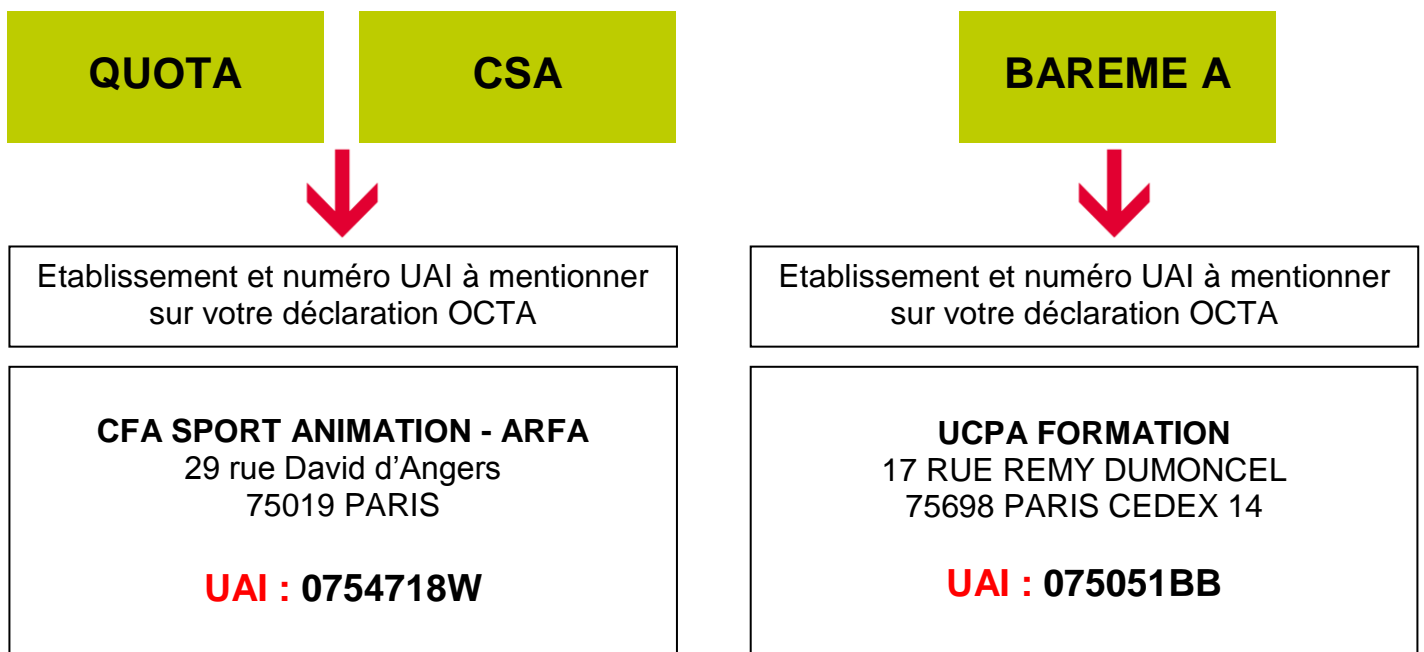 QUOTA
CSA
Etablissement et numéro UAI à mentionner
sur votre déclaration OCTA
CFA SPORT ANIMATION - ARFA
29 rue David d’Angers
75019 PARIS
UAI : 0754718W
BAREME A
Etablissement et numéro UAI à mentionner
sur votre déclaration OCTA
UCPA FORMATION
17 RUE REMY DUMONCEL
75698 PARIS CEDEX 14
UAI : 075051BB